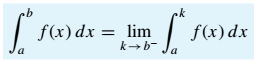 ∫_a^b f(x) dx = lim_{k→b⁻} ∫_a^k f(x) dx